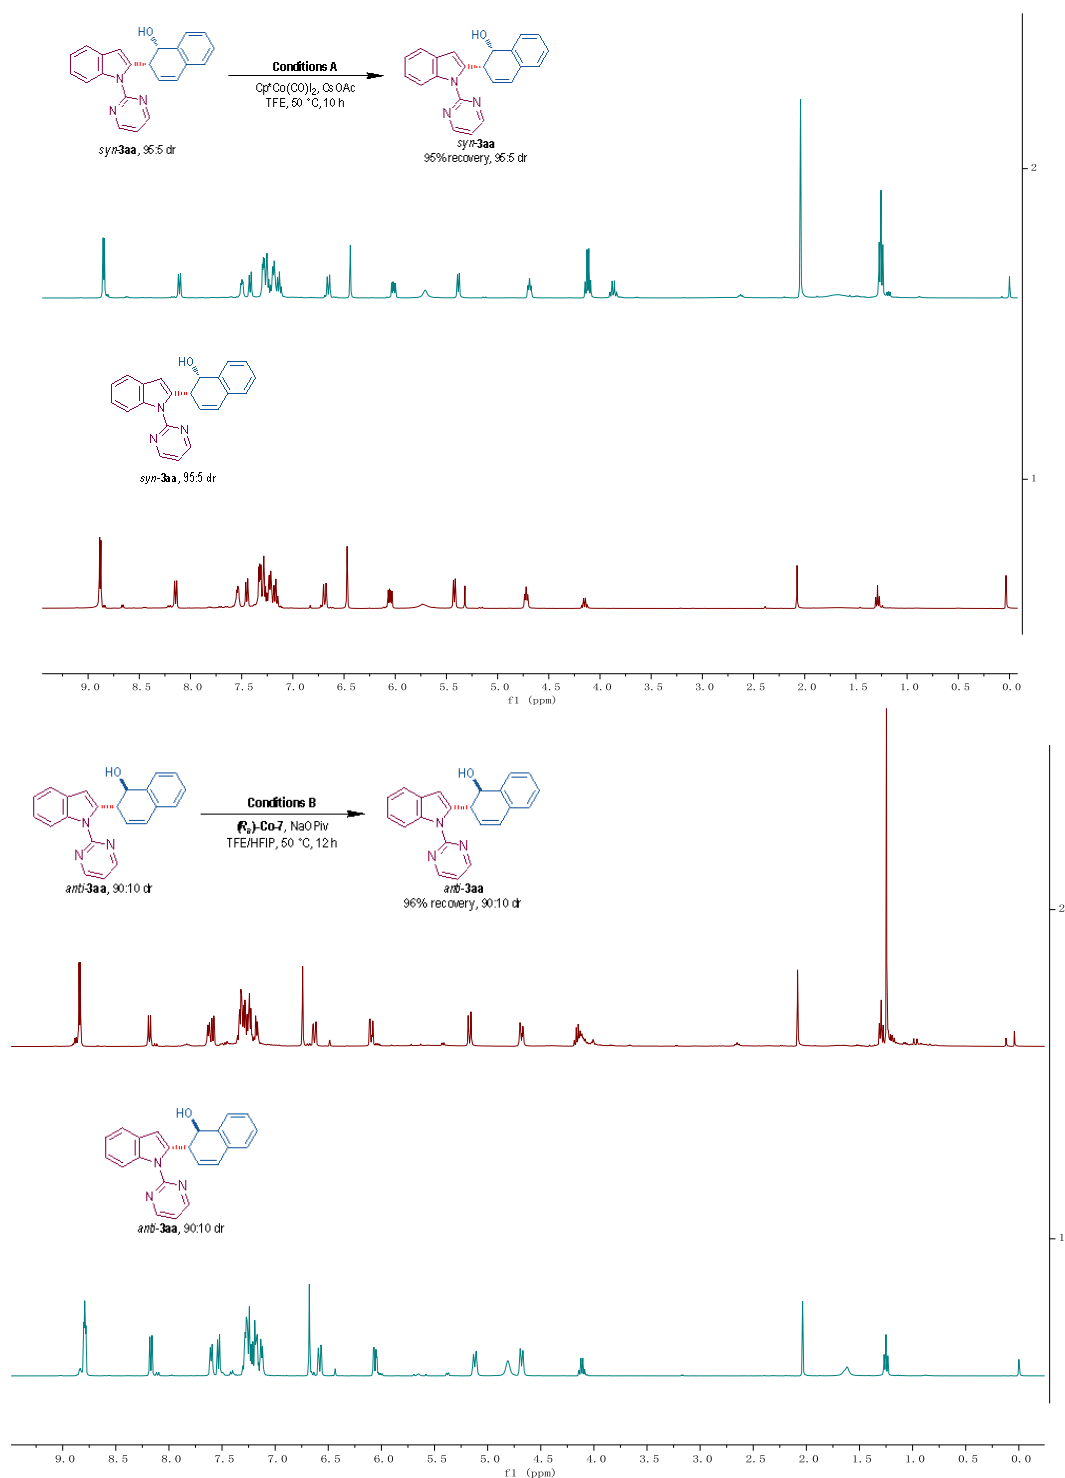 HO
N
N
N
syn-3aa, 95:5 dr
Conditions A
Cp*Co(CO)I2, CsOAc
TFE, 50 °C, 10 h
HO
N
N
N
syn-3aa
95% recovery, 95:5 dr
2
HO
N
N
N
syn-3aa, 95:5 dr
1
9.0 8.5 8.0 7.5 7.0 6.5 6.0 5.5 5.0 4.5 4.0 3.5 3.0 2.5 2.0 1.5 1.0 0.5 0.0
f1 (ppm)
HO
N
N
N
anti-3aa, 90:10 dr
Conditions B
(Ra)-Co-7, NaOPiv
TFE/HFIP, 50 °C, 12 h
HO
N
N
N
anti-3aa
96% recovery, 90:10 dr
2
HO
N
N
N
anti-3aa, 90:10 dr
1
9.0 8.5 8.0 7.5 7.0 6.5 6.0 5.5 5.0 4.5 4.0 3.5 3.0 2.5 2.0 1.5 1.0 0.5 0.0
f1 (ppm)